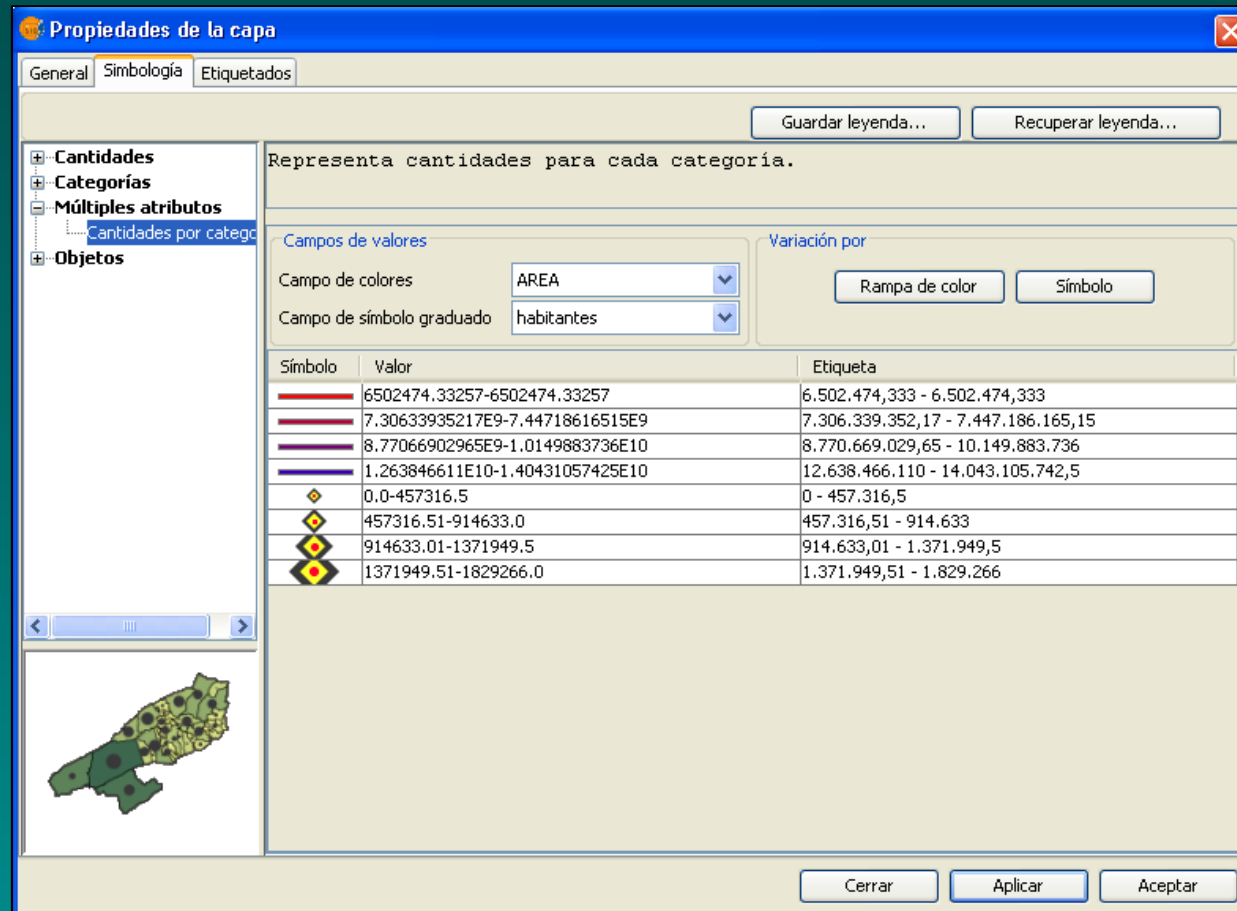 Propiedades de la capa
General Simbología Etiquetados
Guardar leyenda... Recuperar leyenda...
Cantidades
Categorías
Múltiples atributos
Cantidades por catego
Objetos
Representa cantidades para cada categoría.
Campos de valores
Campo de colores AREA
Campo de símbolo graduado habitantes
Variación por
Rampa de color Símbolo
Símbolo Valor Etiqueta
6502474.33257-6502474.33257 6.502.474,333 - 6.502.474,333
7.30633935217E9-7.44718616515E9 7.306.339.352,17 - 7.447.186.165,15
8.77066902965E9-1.0149883736E10 8.770.669.029,65 - 10.149.883.736
1.263846611E10-1.40431057425E10 12.638.466.110 - 14.043.105.742,5
0.0-457316.5 0 - 457.316,5
457316.51-914633.0 457.316,51 - 914.633
914633.01-1371949.5 914.633,01 - 1.371.949,5
1371949.51-1829266.0 1.371.949,51 - 1.829.266
Cerrar Aplicar Aceptar